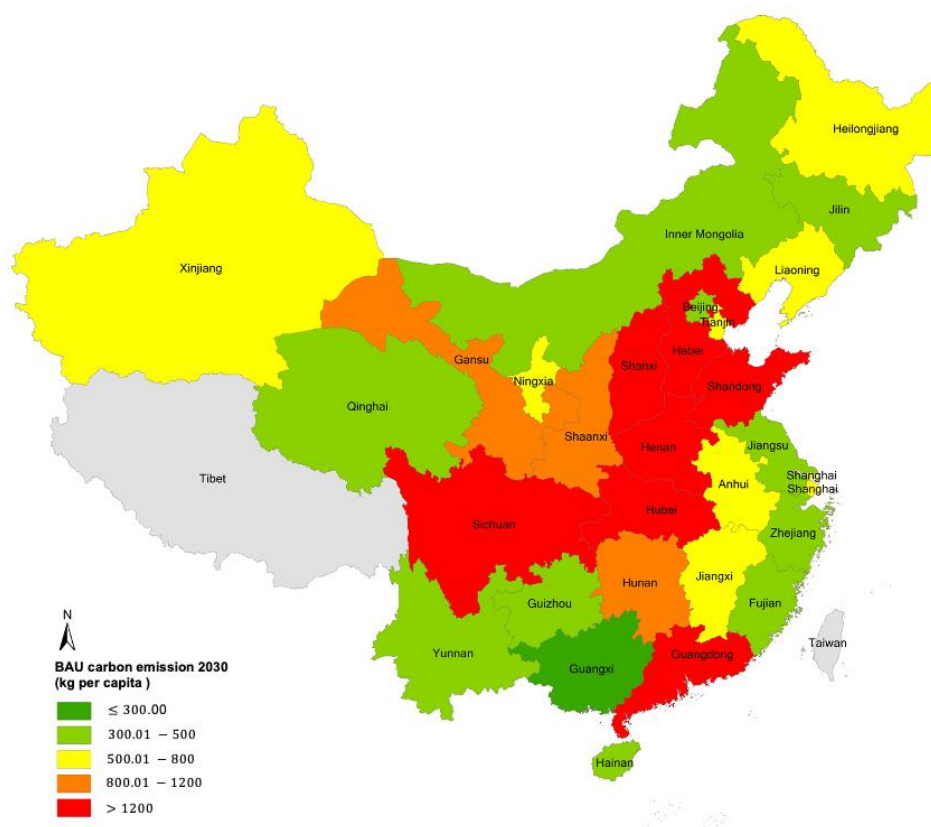 Heilongjiang
Jilin
Inner Mongolia
Liaoning
Xinjiang
Beijing
Tianjin
Hebei
Shanxi
Gansu
Ningxia
Shandong
Qinghai
Shaanxi
Henan
Jiangsu
Tibet
Shanghai
Shanghai
Anhui
Sichuan
Hubei
Zhejiang
Hunan
Jiangxi
Guizhou
Fujian
Taiwan
Yunnan
Guangxi
Guangdong
Hainan
N
BAU carbon emission 2030
(kg per capita )
≤ 300.00
300.01 − 500
500.01 − 800
800.01 − 1200
> 1200